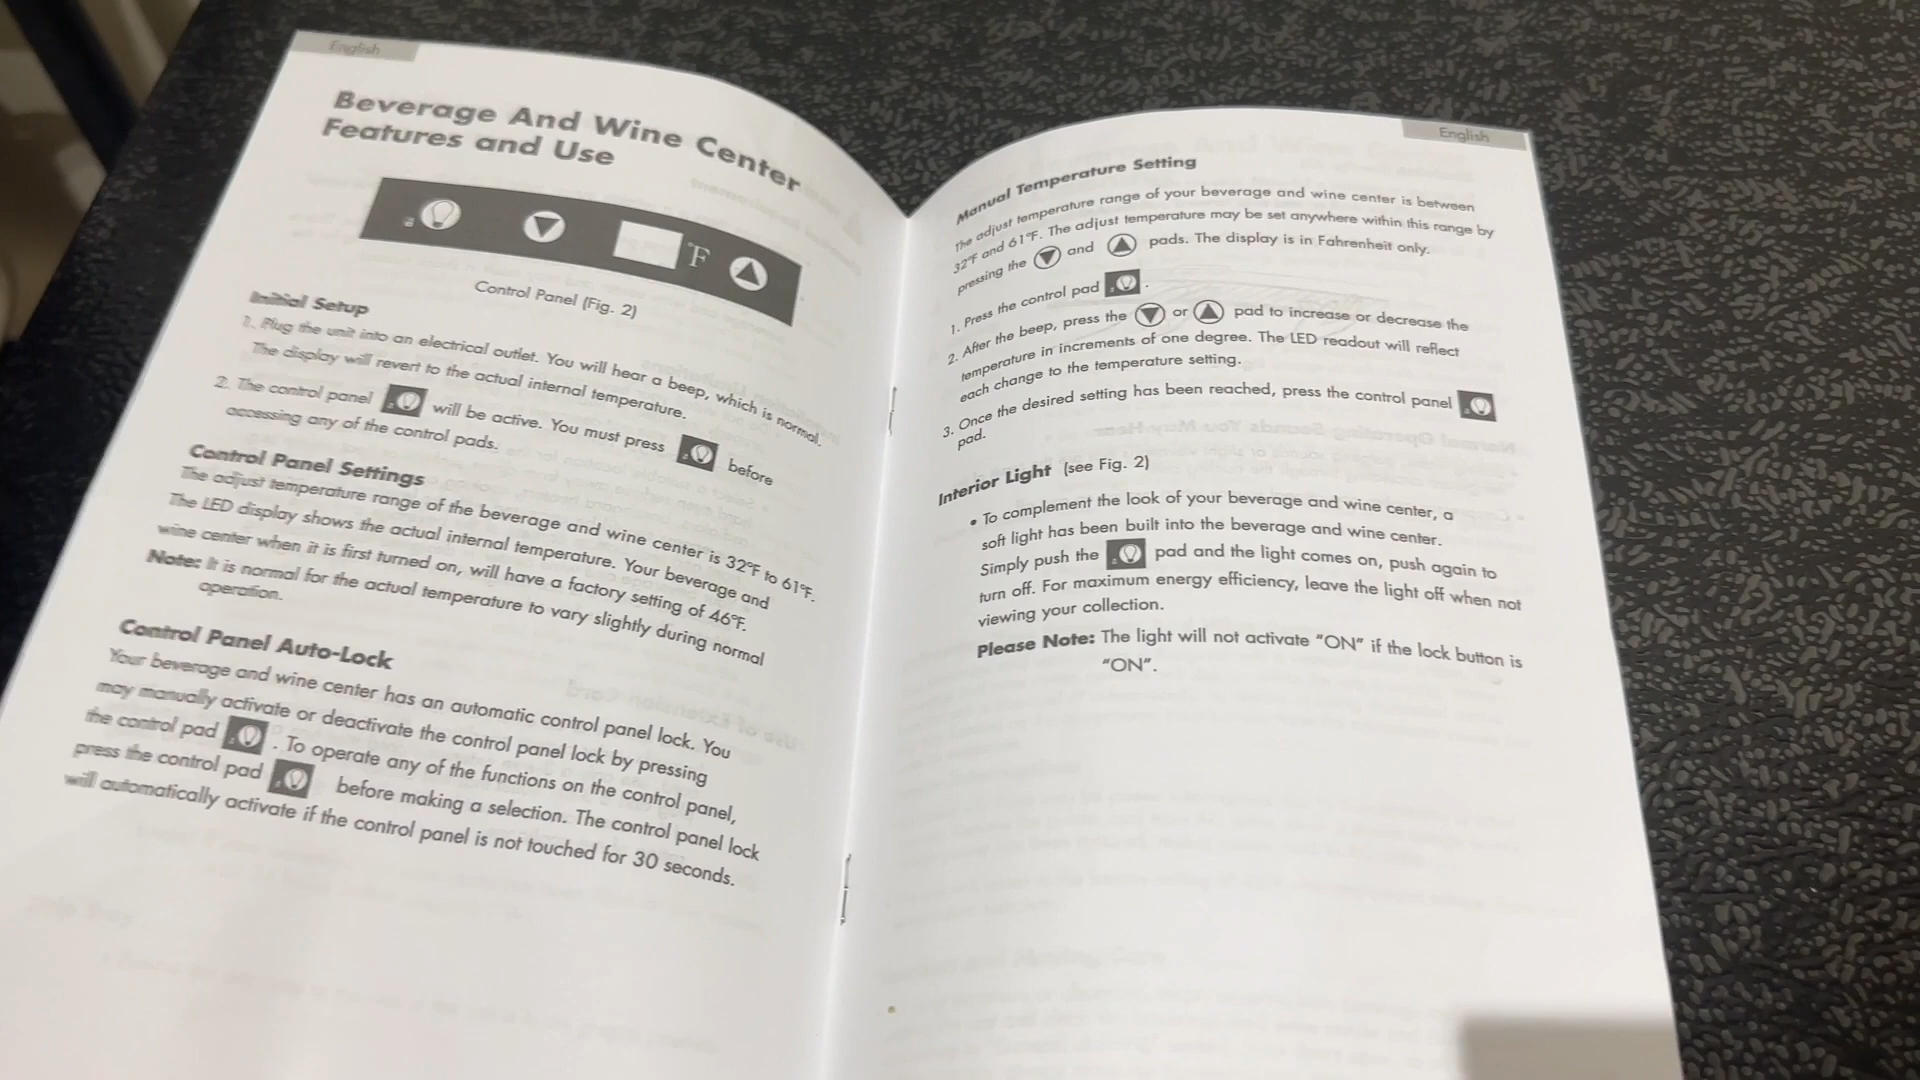 English
Beverage And Wine Center
Features and Use
°F
Control Panel (Fig. 2)
Initial Setup
1. Plug the unit into an electrical outlet. You will hear a beep, which is normal.
The display will revert to the actual internal temperature.
2. The control panel will be active. You must press before
accessing any of the control pads.
Control Panel Settings
The adjust temperature range of the beverage and wine center is 32°F to 61°F.
The LED display shows the actual internal temperature. Your beverage and
wine center when it is first turned on, will have a factory setting of 46°F.
Note: It is normal for the actual temperature to vary slightly during normal
operation.
Control Panel Auto-Lock
Your beverage and wine center has an automatic control panel lock. You
may manually activate or deactivate the control panel lock by pressing
the control pad . To operate any of the functions on the control panel,
press the control pad before making a selection. The control panel lock
will automatically activate if the control panel is not touched for 30 seconds.
English
Manual Temperature Setting
The adjust temperature range of your beverage and wine center is between
32°F and 61°F. The adjust temperature may be set anywhere within this range by
pressing the and pads. The display is in Fahrenheit only.
1. Press the control pad .
2. After the beep, press the or pad to increase or decrease the
temperature in increments of one degree. The LED readout will reflect
each change to the temperature setting.
3. Once the desired setting has been reached, press the control panel
pad.
Interior Light (see Fig. 2)
• To complement the look of your beverage and wine center, a
soft light has been built into the beverage and wine center.
Simply push the pad and the light comes on, push again to
turn off. For maximum energy efficiency, leave the light off when not
viewing your collection.
Please Note: The light will not activate "ON" if the lock button is
"ON".